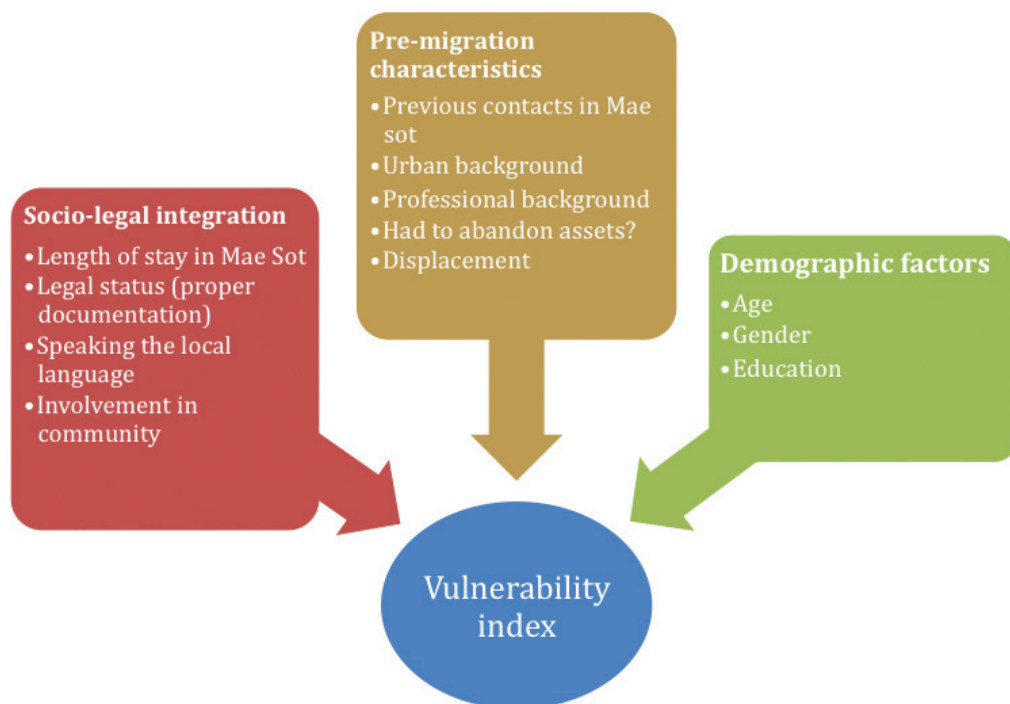 Pre-migration
characteristics
•Previous contacts in Mae
sot
•Urban background
•Professional background
•Had to abandon assets?
•Displacement
Socio-legal integration
•Length of stay in Mae Sot
•Legal status (proper
documentation)
•Speaking the local
language
•Involvement in
community
Demographic factors
•Age
•Gender
•Education
Vulnerability
index